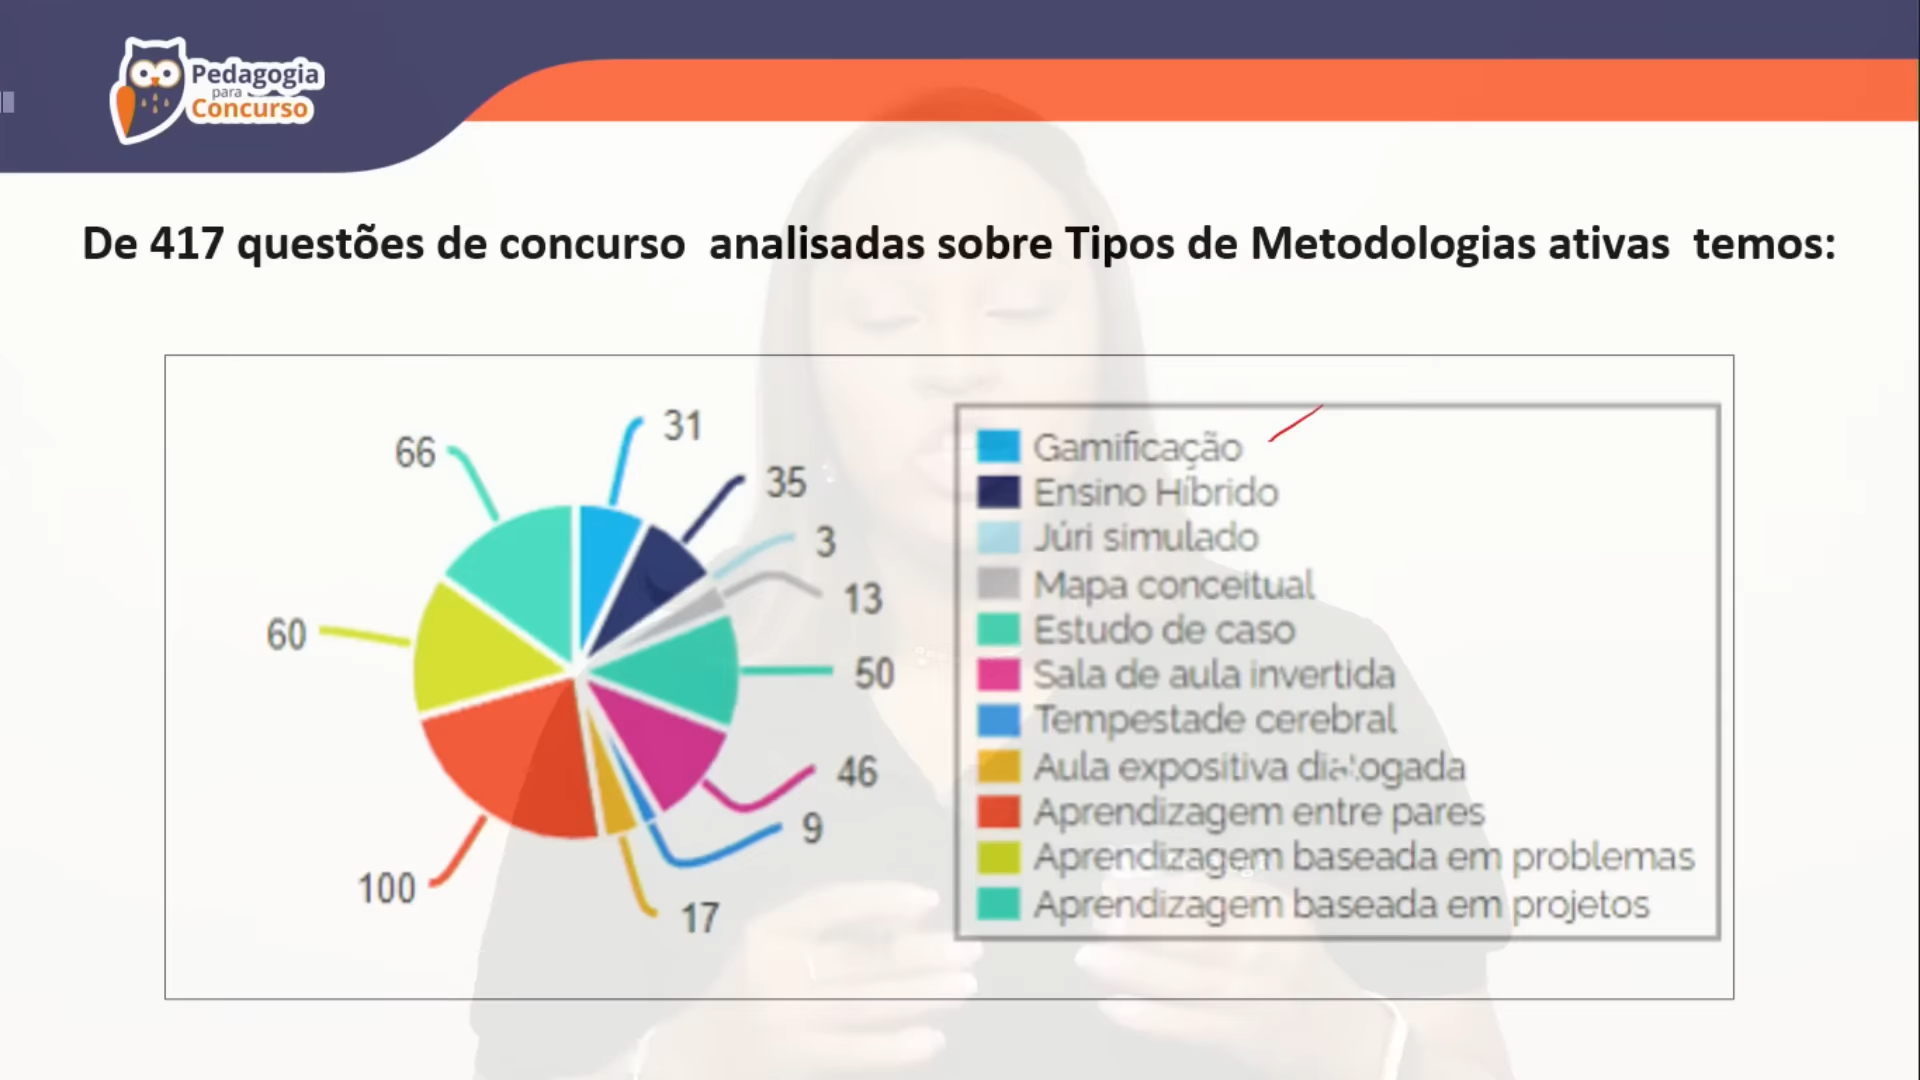 Pedagogia
para
Concurso
De 417 questões de concurso analisadas sobre Tipos de Metodologias ativas temos:
31
66
35
3
13
60
50
46
9
100
17
Gamificação
Ensino Híbrido
Júri simulado
Mapa conceitual
Estudo de caso
Sala de aula invertida
Tempestade cerebral
Aula expositiva dialogada
Aprendizagem entre pares
Aprendizagem baseada em problemas
Aprendizagem baseada em projetos